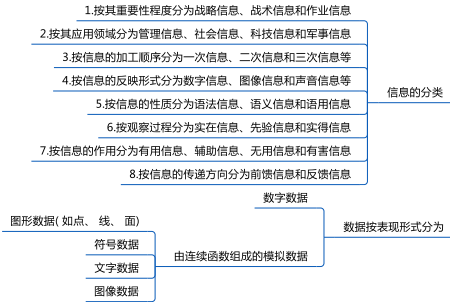 1.按其重要性程度分为战略信息、战术信息和作业信息
2.按其应用领域分为管理信息、社会信息、科技信息和军事信息
3.按信息的加工顺序分为一次信息、二次信息和三次信息等
4.按信息的反映形式分为数字信息、图像信息和声音信息等
信息的分类
5.按信息的性质分为语法信息、语义信息和语用信息
6.按观察过程分为实在信息、先验信息和实得信息
7.按信息的作用分为有用信息、辅助信息、无用信息和有害信息
8.按信息的传递方向分为前馈信息和反馈信息
数字数据
图形数据( 如点、 线、 面)
数据按表现形式分为
符号数据
由连续函数组成的模拟数据
文字数据
图像数据